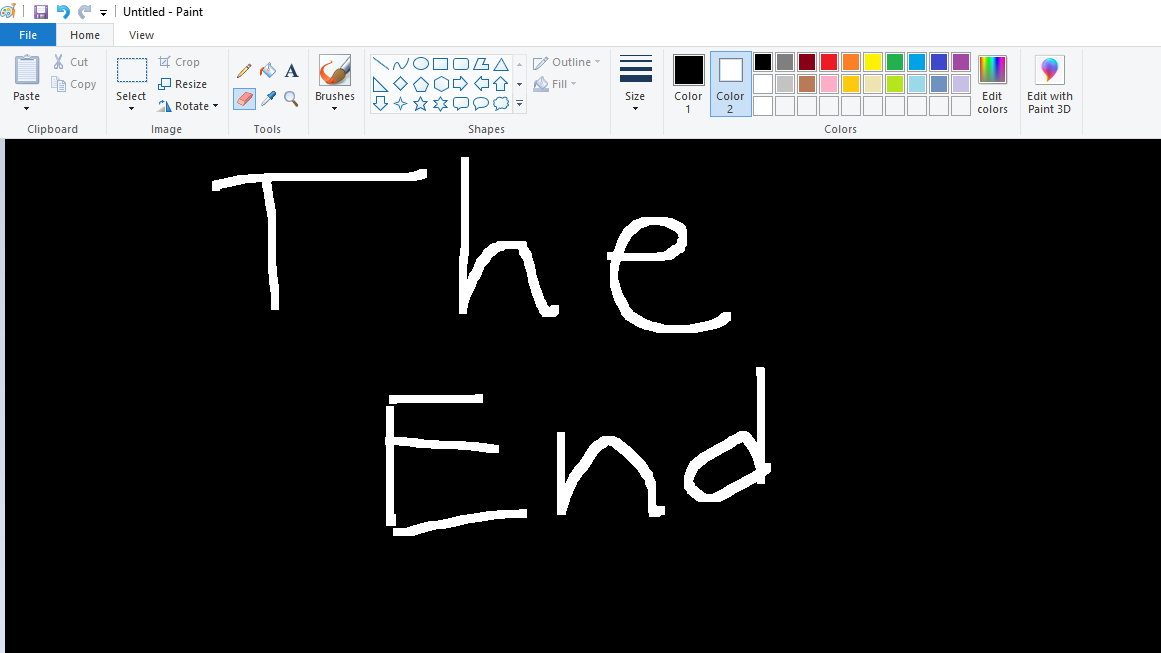 Untitled - Paint
File Home View
Paste Cut Copy Clipboard
Select Crop Resize Rotate Image
Tools
Brushes
Outline Fill Shapes
Size
Color 1 Color 2 Edit colors Colors
Edit with Paint 3D
The
End